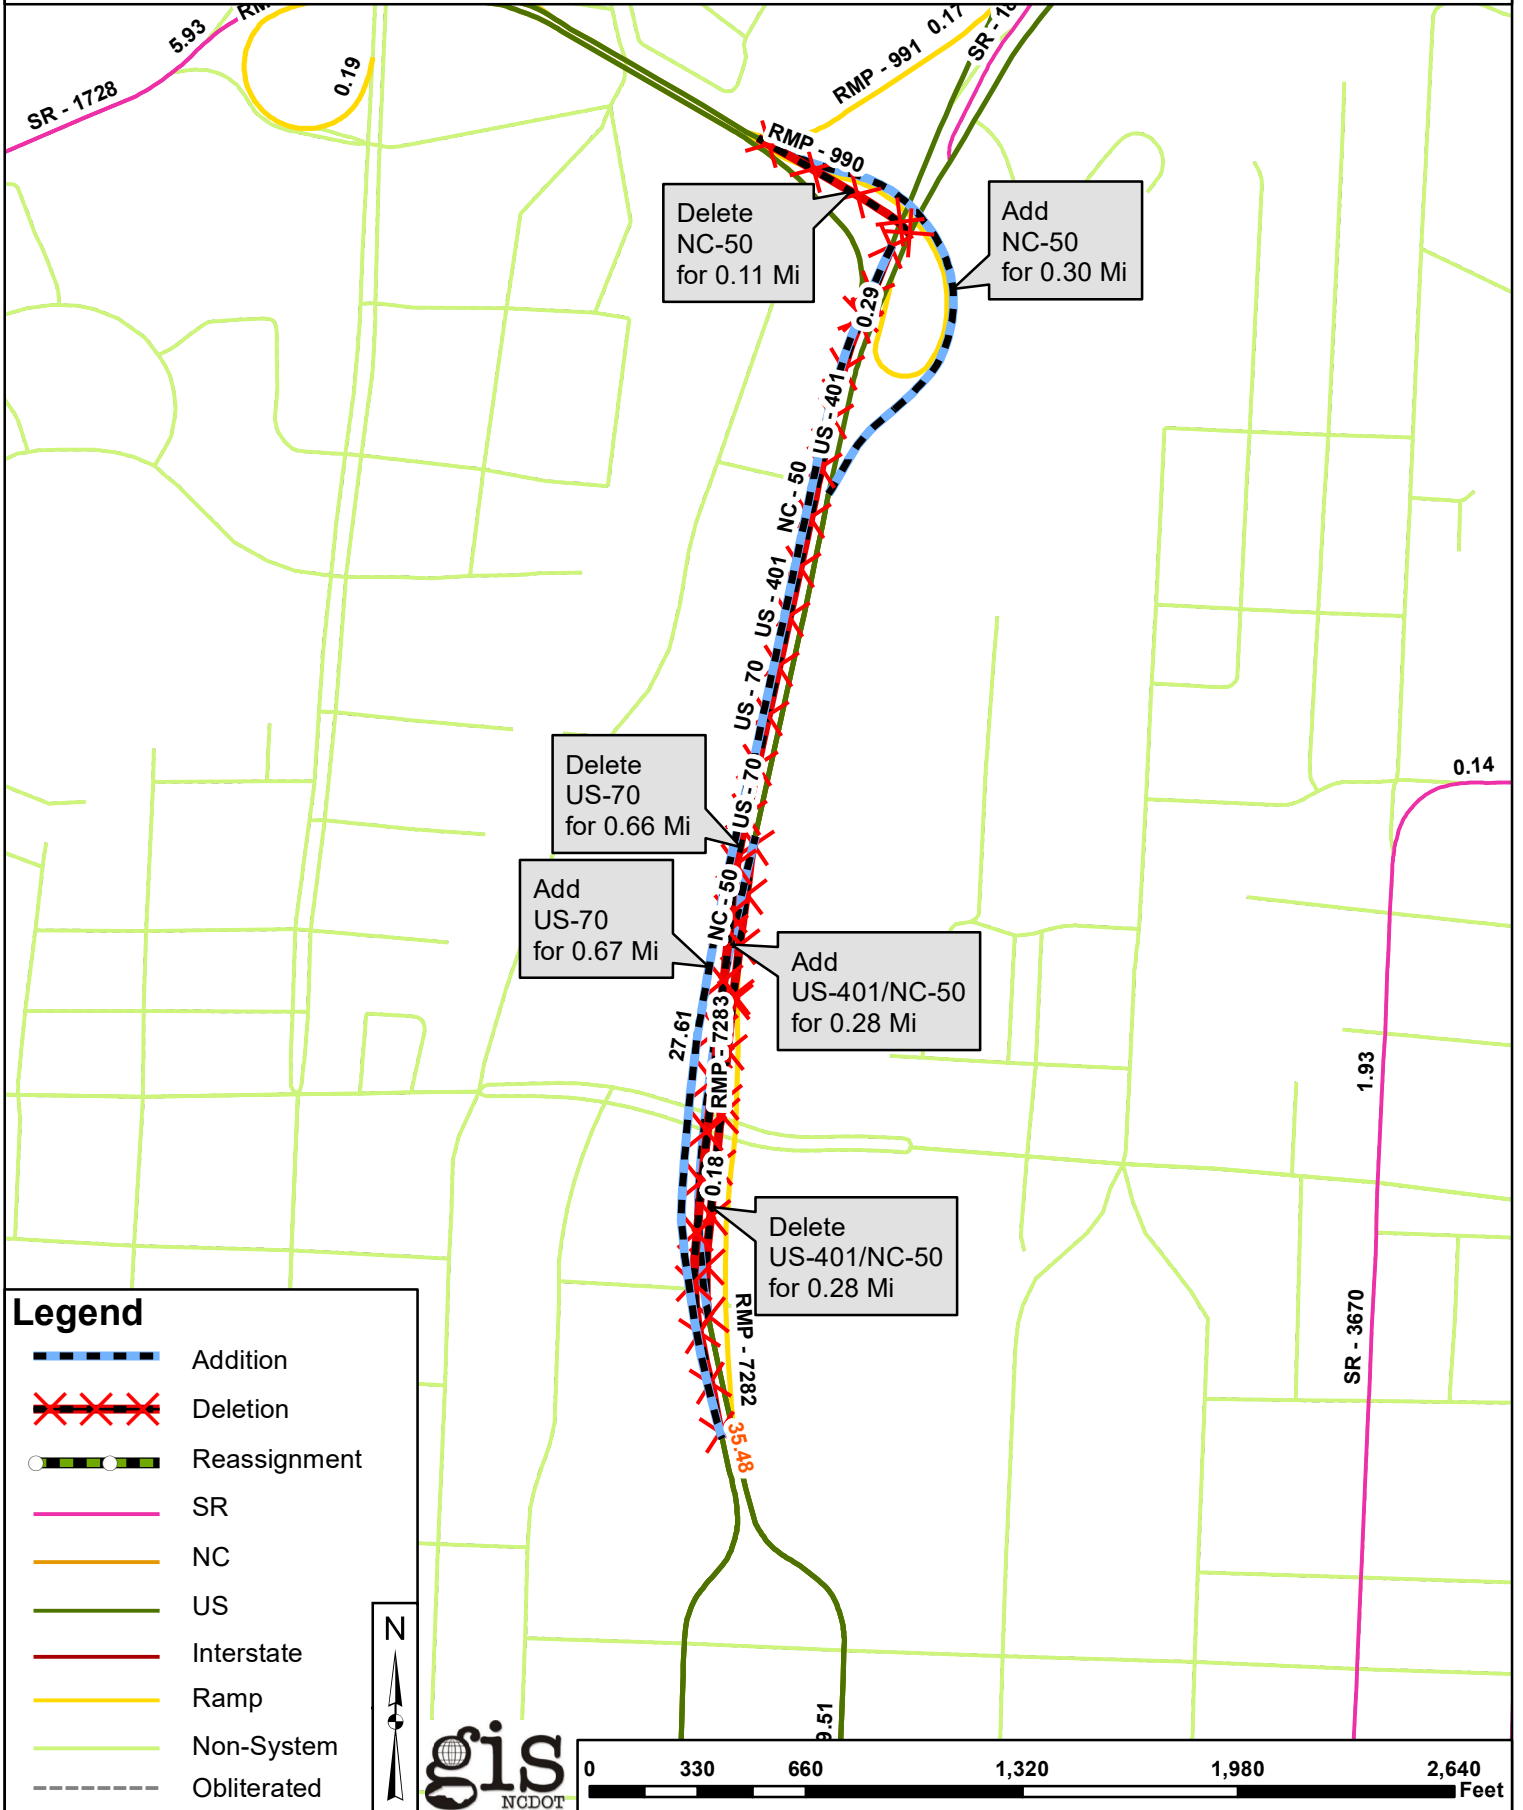 5.93
SR - 1728
0.19
0.17
RMP - 991
RMP - 990
Delete
NC-50
for 0.11 Mi
Add
NC-50
for 0.30 Mi
0.29
US - 401
NC - 50
US - 401
US - 70
US - 70
Delete
US-70
for 0.66 Mi
0.14
NC - 50
Add
US-70
for 0.67 Mi
Add
US-401/NC-50
for 0.28 Mi
27.61
RMP - 7283
1.93
0.18
Delete
US-401/NC-50
for 0.28 Mi
RMP - 7282
SR - 3670
35.48
9.51
Legend
Addition
Deletion
Reassignment
SR
NC
US
Interstate
Ramp
Non-System
Obliterated
N
gis
NCDOT
0 330 660 1,320 1,980 2,640
Feet